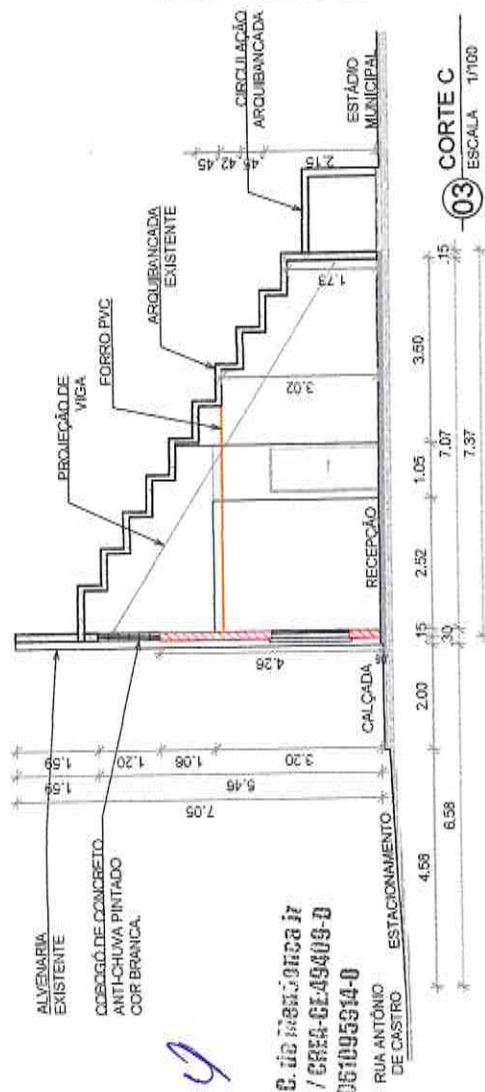 ALVENARIA
EXISTENTE
COBOGÓ DE CONCRETO
ANTI-CHUVA PINTADO
COR BRANCA.
PROJEÇÃO DE
VIGA
FORRO PVC
ARQUIBANCADA
EXISTENTE
CIRCULAÇÃO
ARQUIBANCADA
ESTÁDIO
MUNICIPAL
1.59
1.20
1.06
3.20
1.59
5.46
7.05
4.26
3.02
1.73
2.15
.45
.42
.45
.45
RECEPÇÃO
CALÇADA
ESTACIONAMENTO
RUA ANTÔNIO
DE CASTRO
4.58
2.00
.15
2.52
1.05
3.50
.15
6.58
.30
7.07
7.37
03 CORTE C
ESCALA 1/100
/ CREA-CE:49409-D